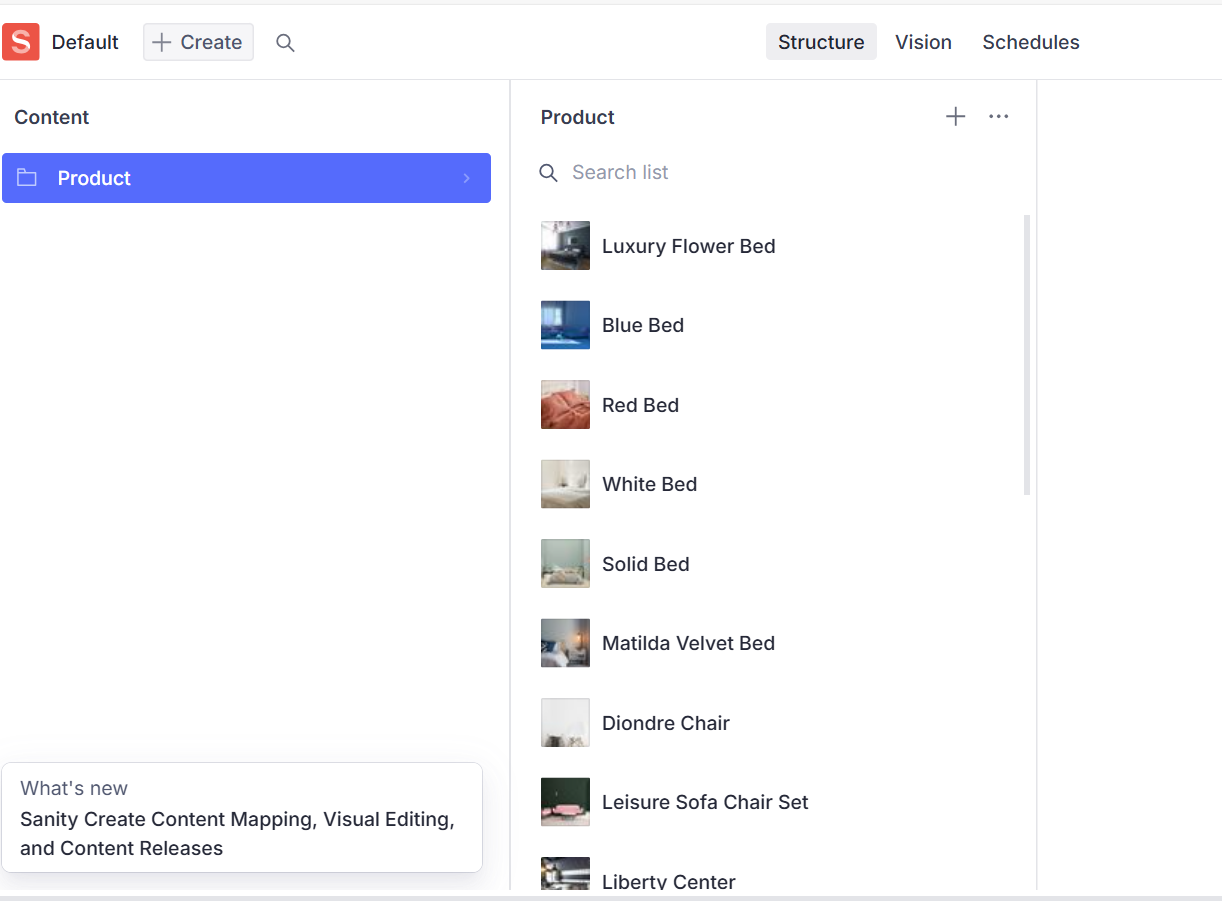 S Default + Create Structure Vision Schedules
Content
Product
Product
Search list
Luxury Flower Bed
Blue Bed
Red Bed
White Bed
Solid Bed
Matilda Velvet Bed
Diondre Chair
Leisure Sofa Chair Set
Liberty Center
What's new
Sanity Create Content Mapping, Visual Editing,
and Content Releases